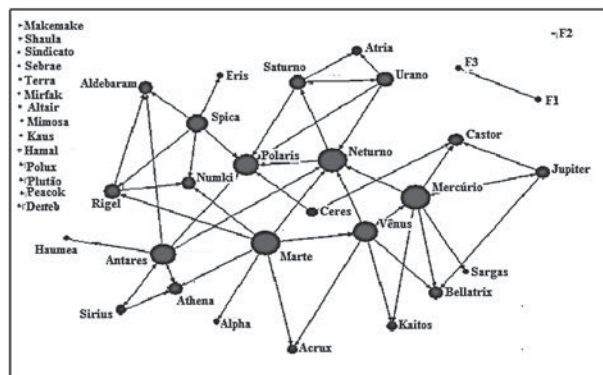 Makemake
Shaula
Sindicato
Sebrae
Terra
Mirfak
Altair
Mimosa
Kaus
Hamal
Polux
Plutão
Peacok
Deneb
F2
Atria
F3
Saturno
Urano
Eris
Aldebaram
F1
Spica
Castor
Polaris
Neturno
Jupiter
Numki
Mercúrio
Rigel
Ceres
Vênus
Haumea
Antares
Marte
Sargas
Athena
Bellatrix
Sirius
Alpha
Kaitos
Acrux